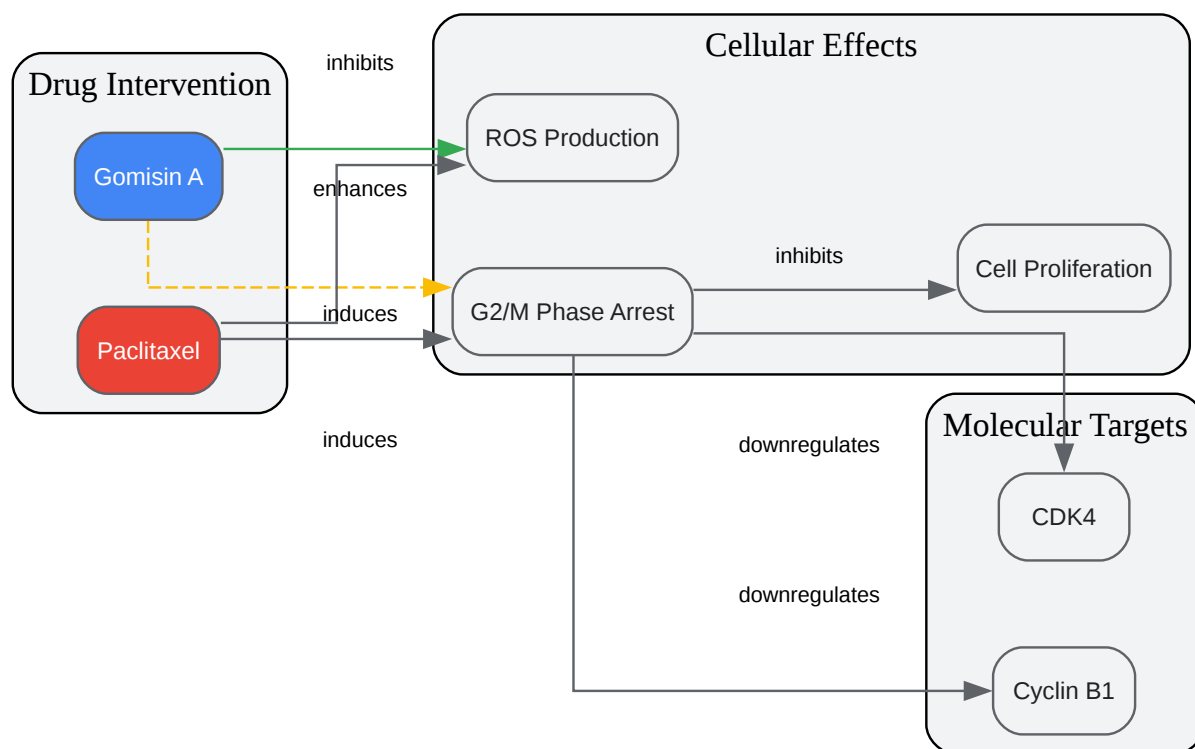 Drug Intervention
Gomisin A
Paclitaxel
inhibits
enhances
induces
induces
Cellular Effects
ROS Production
G2/M Phase Arrest
inhibits
Cell Proliferation
downregulates
downregulates
Molecular Targets
CDK4
Cyclin B1